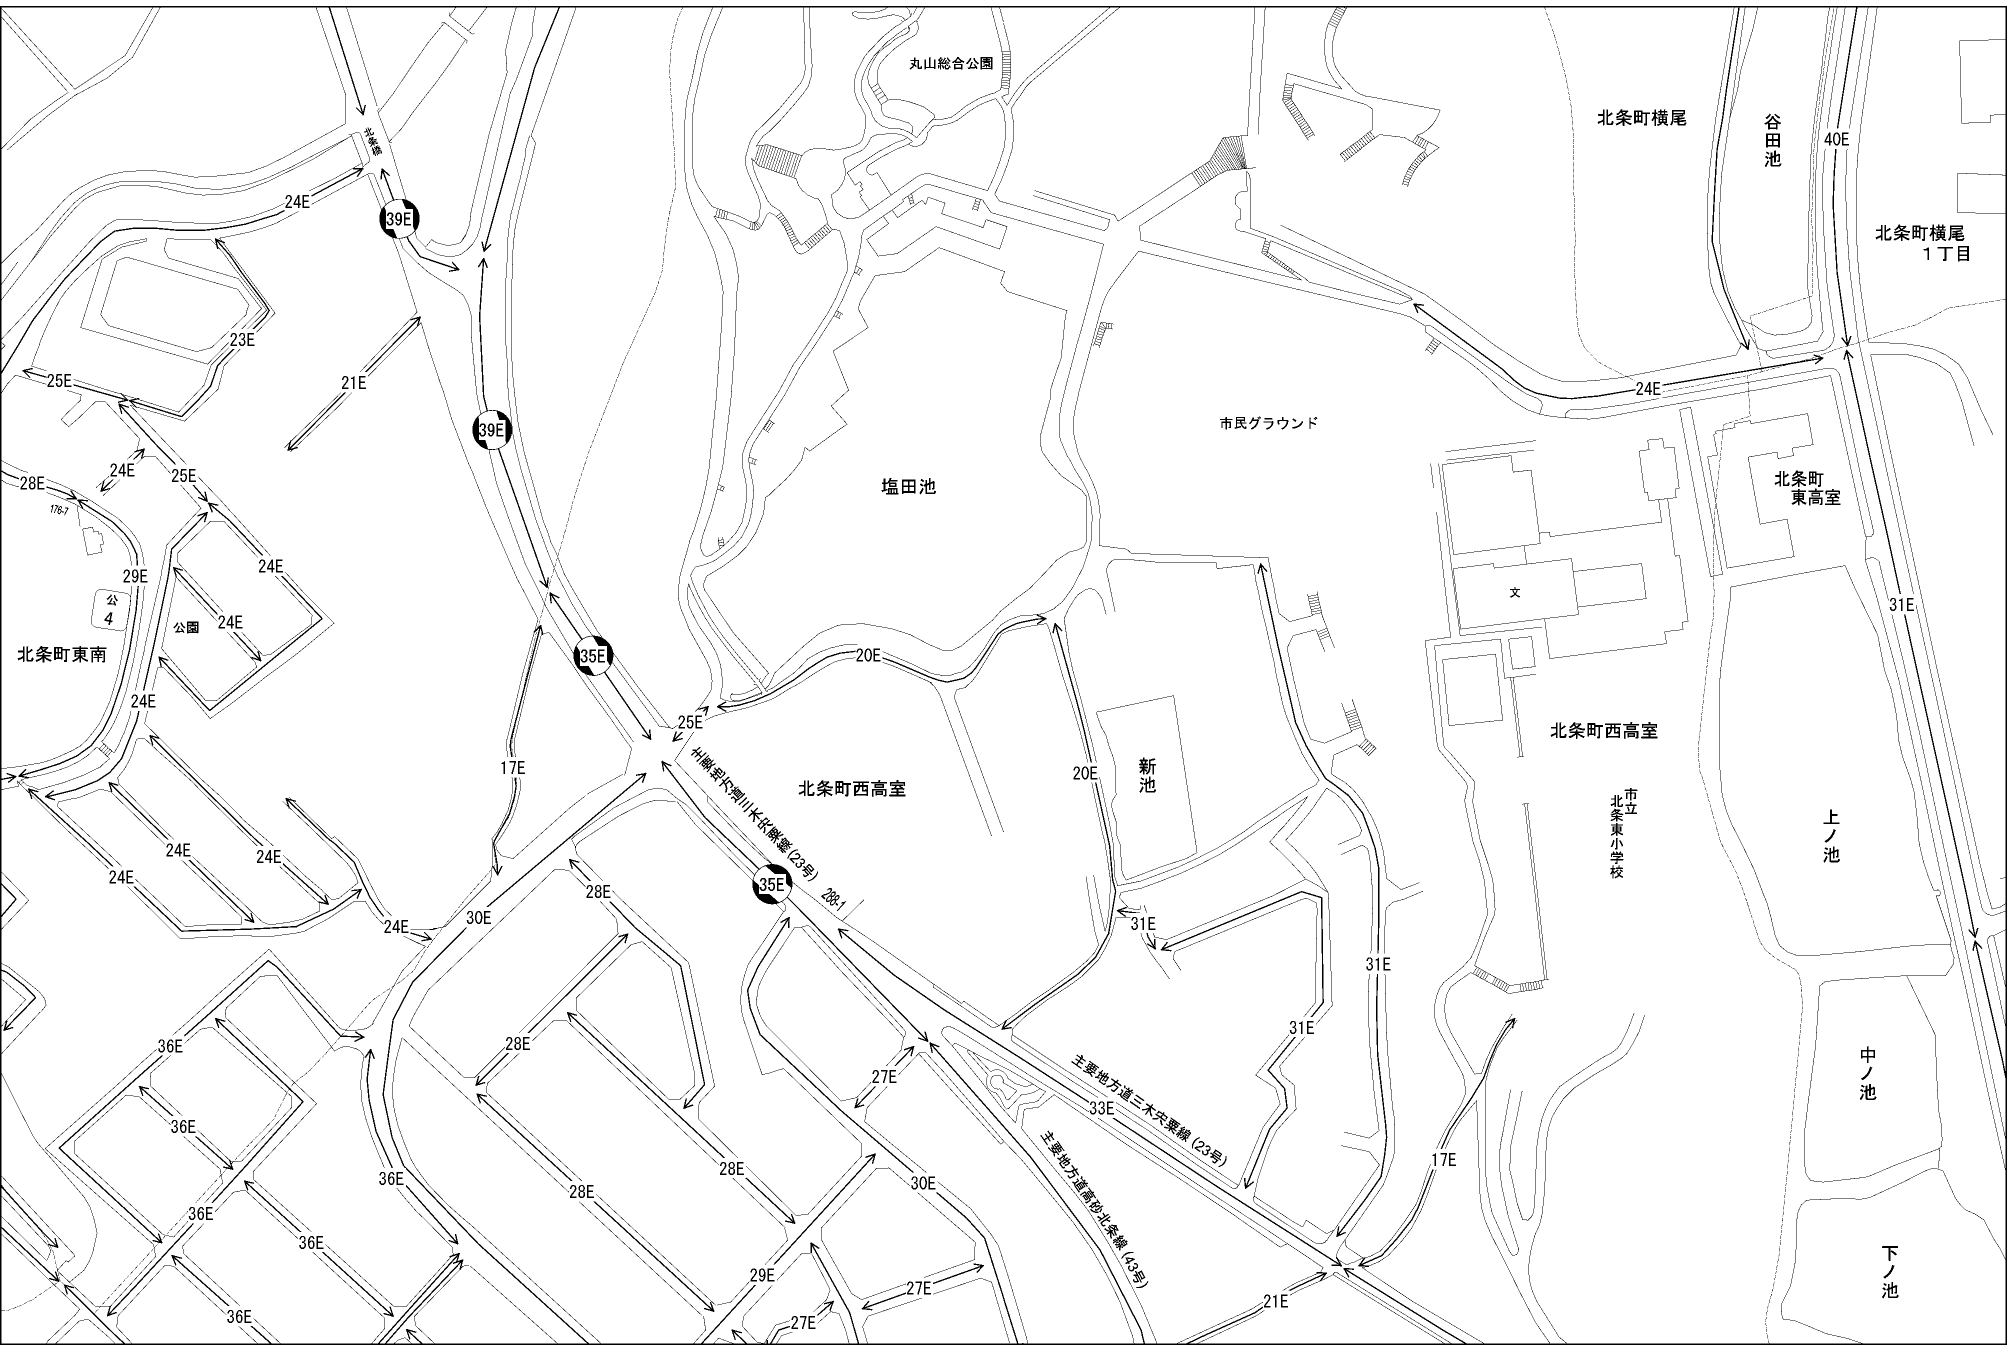 丸山総合公園
北条町横尾
谷田池
40E
北条橋
24E
39E
北条町横尾
1丁目
23E
25E
21E
24E
39E
市民グラウンド
24E
25E
28E
176-7
塩田池
北条町
東高室
24E
29E
公
4
公園
24E
文
31E
北条町東南
35E
20E
24E
25E
17E
20E
北条町西高室
主要地方道三木宍粟線(23号)
北条町西高室
新池
市立
北条東小学校
上ノ池
24E
24E
24E
35E
288-1
28E
30E
24E
31E
31E
31E
36E
28E
27E
主要地方道三木宍粟線(23号)
33E
中ノ池
36E
主要地方道高砂北条線(43号)
28E
17E
36E
28E
30E
36E
36E
29E
27E
下ノ池
36E
27E
21E